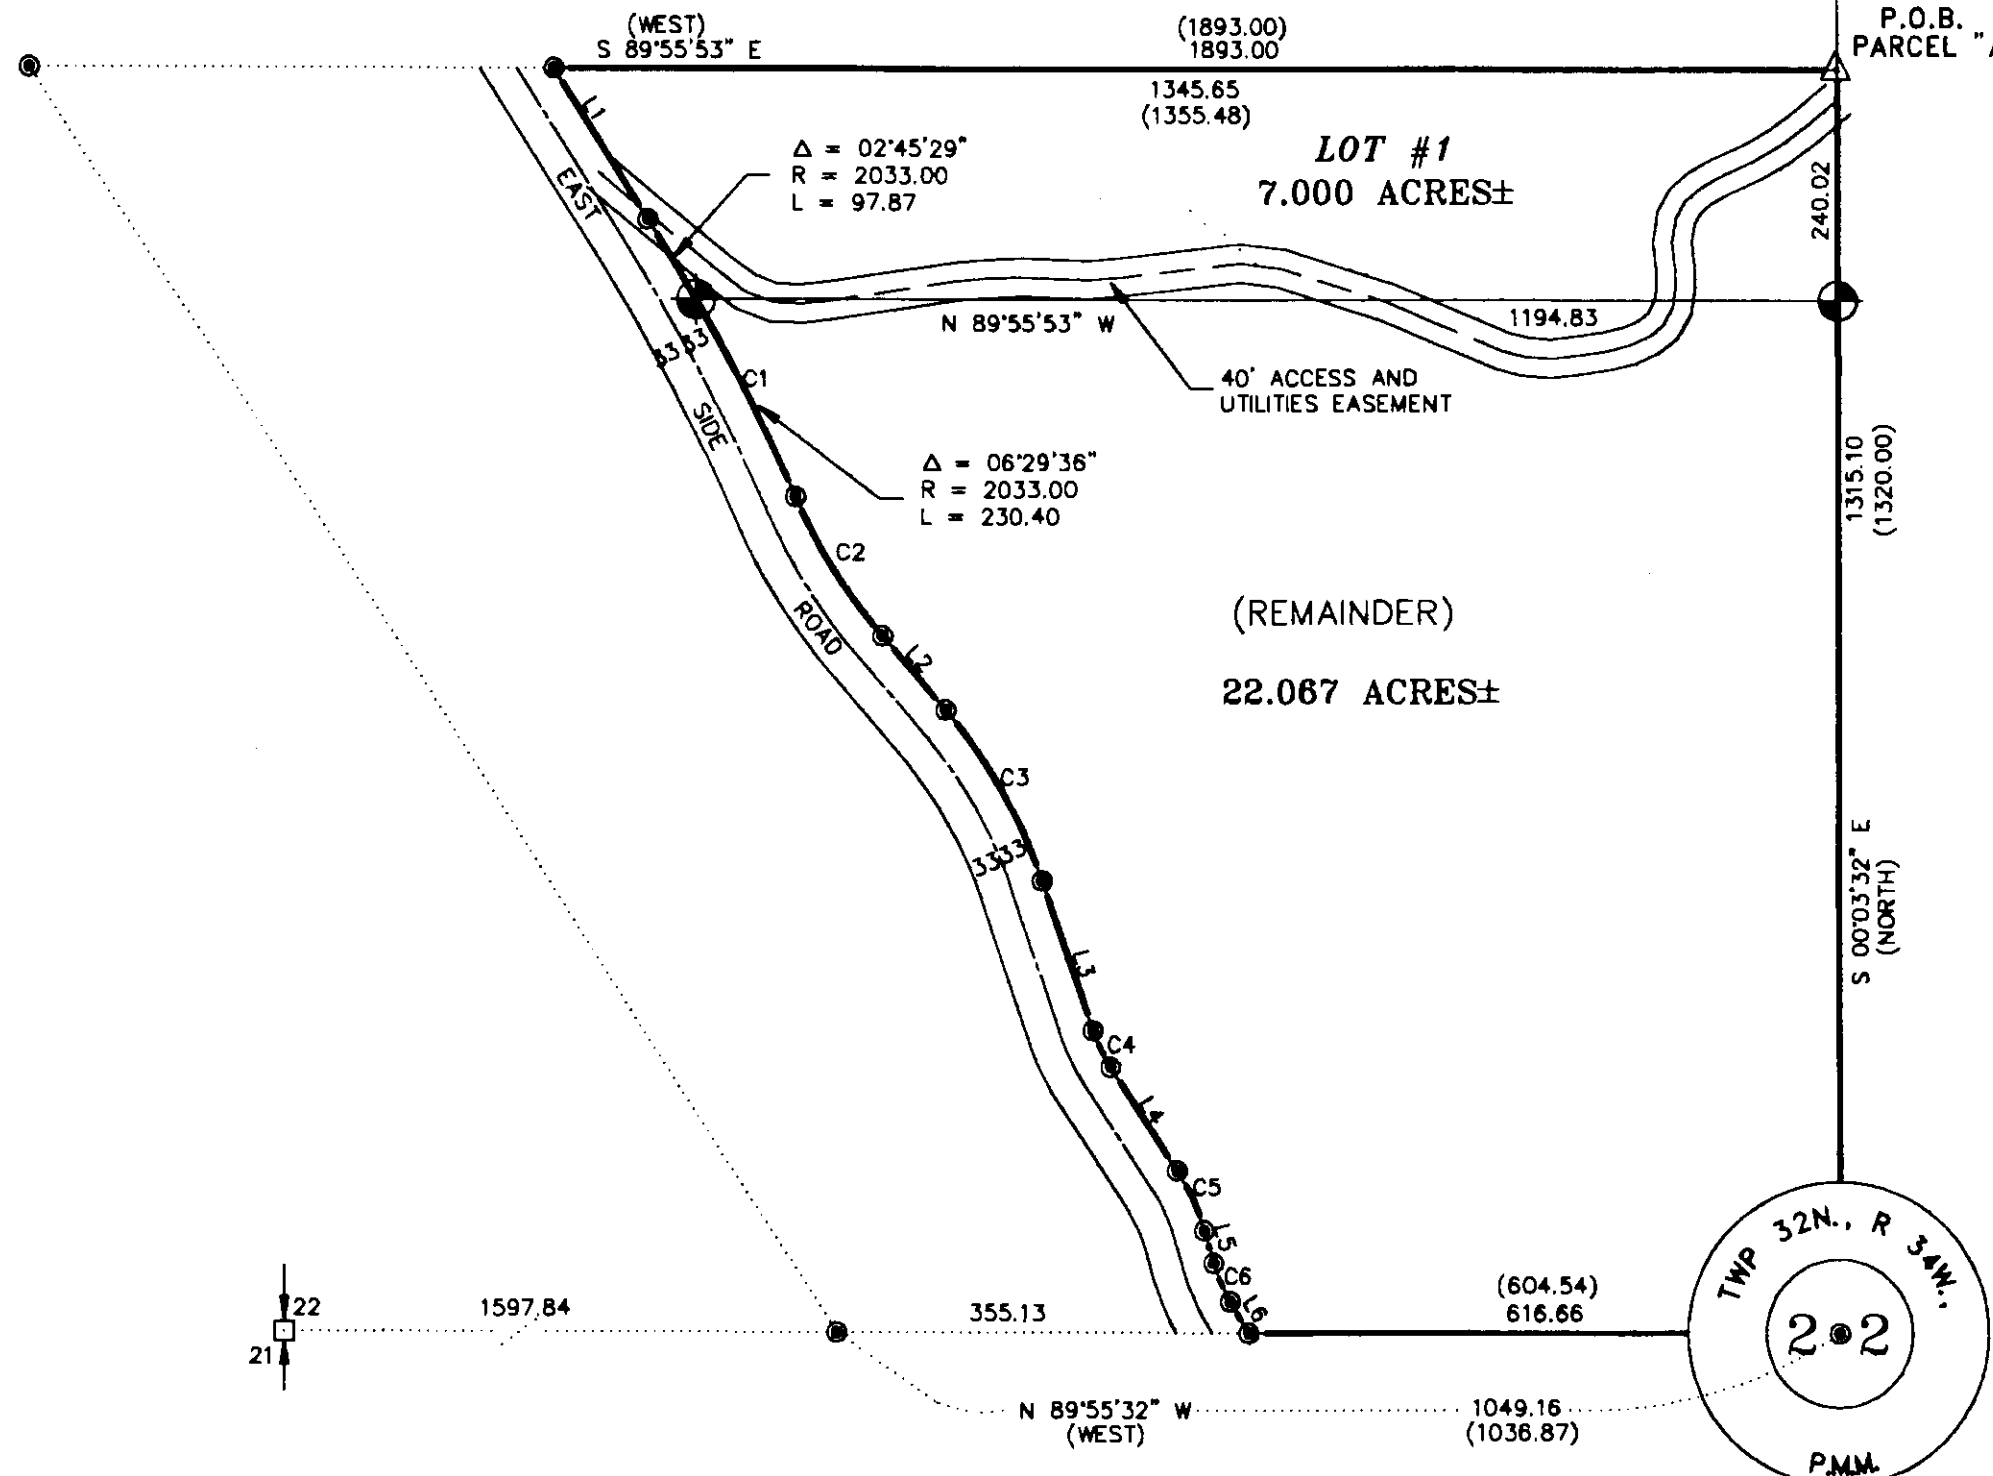 (WEST)
S 89°55'53" E
(1893.00)
1893.00
P.O.B.
PARCEL "
1345.65
(1355.48)
L1
Δ = 02°45'29"
R = 2033.00
L = 97.87
LOT #1
7.000 ACRES±
240.02
EAST
N 89°55'53" W
1194.83
33 33
C1
40' ACCESS AND
UTILITIES EASEMENT
SIDE
Δ = 06°29'36"
R = 2033.00
L = 230.40
1315.10
(1320.00)
C2
ROAD
(REMAINDER)
L2
22.067 ACRES±
C3
33 33
S 00°03'32" E
(NORTH)
L3
C4
L4
C5
L5
C6
L6
TWP 32N., R 34W.,
22
P.M.M.
22
21
1597.84
355.13
(604.54)
616.66
N 89°55'32" W
(WEST)
1049.16
(1036.87)